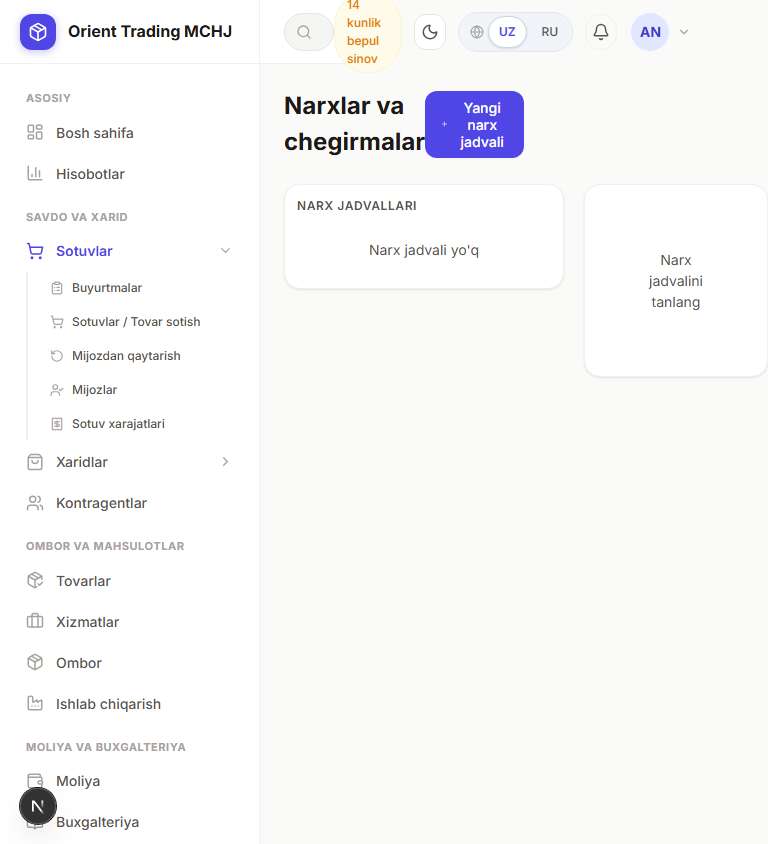 Orient Trading MCHJ
14
kunlik
bepul
sinov
UZ
RU
AN
ASOSIY
Bosh sahifa
Hisobotlar
SAVDO VA XARID
Sotuvlar
Buyurtmalar
Sotuvlar / Tovar sotish
Mijozdan qaytarish
Mijozlar
Sotuv xarajatlari
Xaridlar
Kontragentlar
OMBOR VA MAHSULOTLAR
Tovarlar
Xizmatlar
Ombor
Ishlab chiqarish
MOLIYA VA BUXGALTERIYA
Moliya
N
Buxgalteriya
Narxlar va
chegirmalar
+ Yangi
narx
jadvali
NARX JADVALLARI
Narx jadvali yo'q
Narx
jadvalini
tanlang